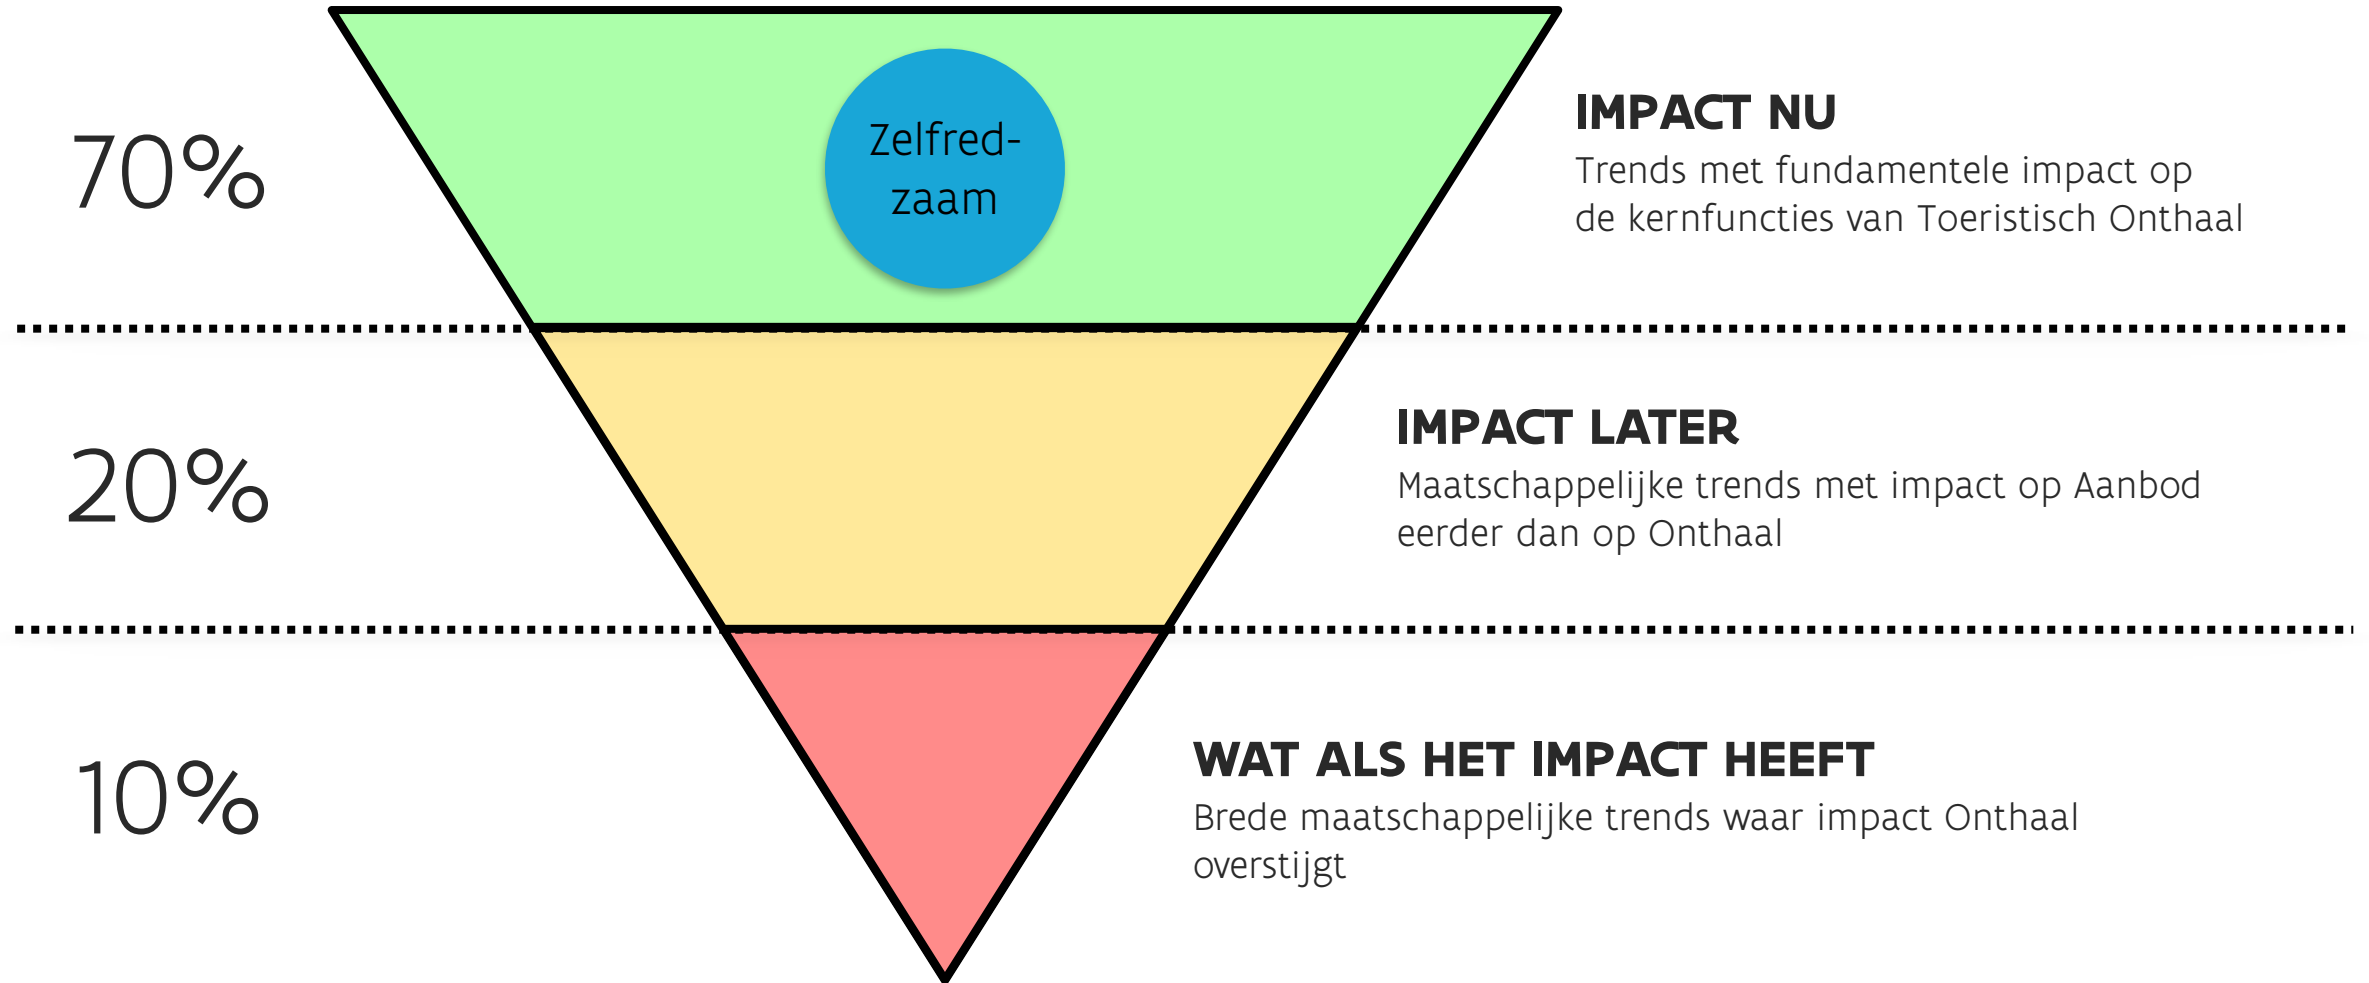 70%
Zelfred-
zaam
IMPACT NU
Trends met fundamentele impact op
de kernfuncties van Toeristisch Onthaal
20%
IMPACT LATER
Maatschappelijke trends met impact op Aanbod
eerder dan op Onthaal
10%
WAT ALS HET IMPACT HEEFT
Brede maatschappelijke trends waar impact Onthaal
overstijgt